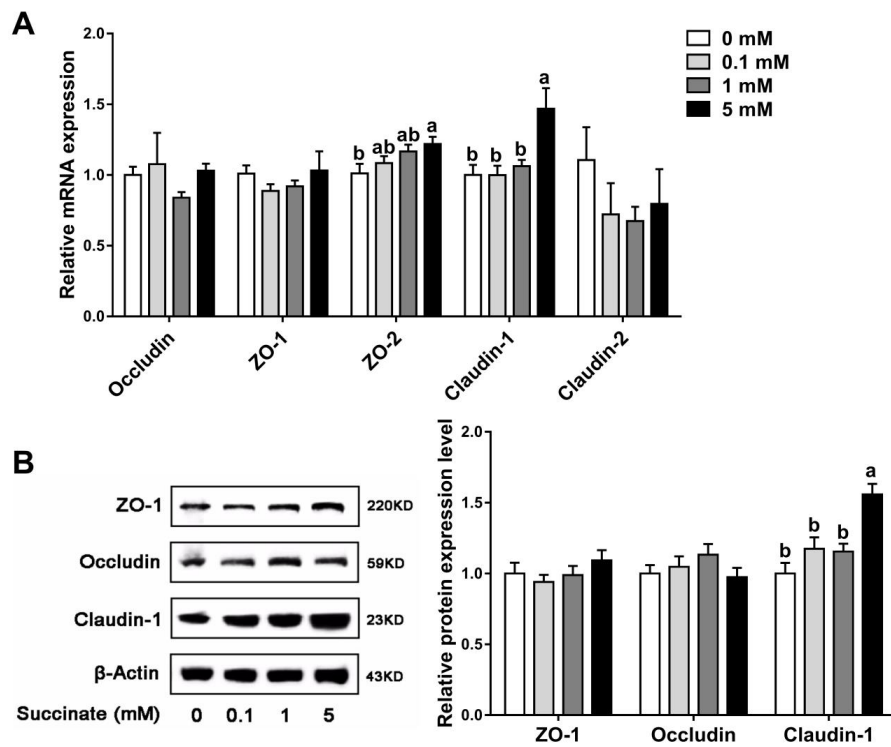 A
Relative mRNA expression
2.0
1.5
1.0
0.5
0.0
b ab ab a
b b b a
Occludin ZO-1 ZO-2 Claudin-1 Claudin-2
0 mM
0.1 mM
1 mM
5 mM
B
ZO-1 220KD
Occludin 59KD
Claudin-1 23KD
β-Actin 43KD
Succinate (mM) 0 0.1 1 5
Relative protein expression level
2.0
1.5
1.0
0.5
0.0
b b b a
ZO-1 Occludin Claudin-1